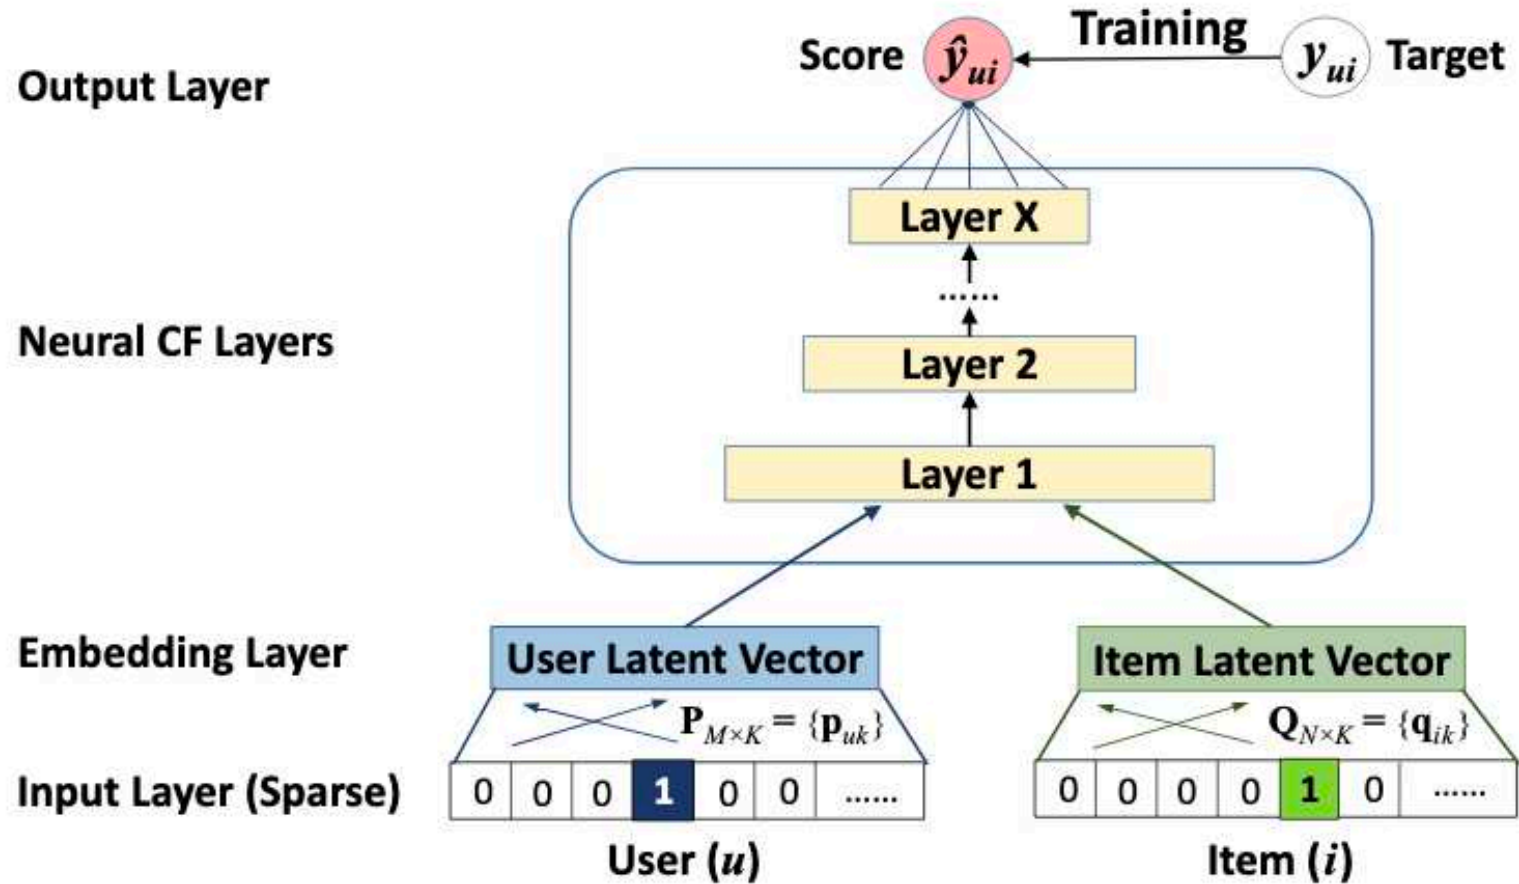 Output Layer
Score ŷui Training yui Target
Layer X
......
Neural CF Layers
Layer 2
Layer 1
Embedding Layer
User Latent Vector
Item Latent Vector
PM×K = {puk}
QN×K = {qik}
Input Layer (Sparse)
0 0 0 1 0 0 ......
0 0 0 0 1 0 ......
User (u)
Item (i)